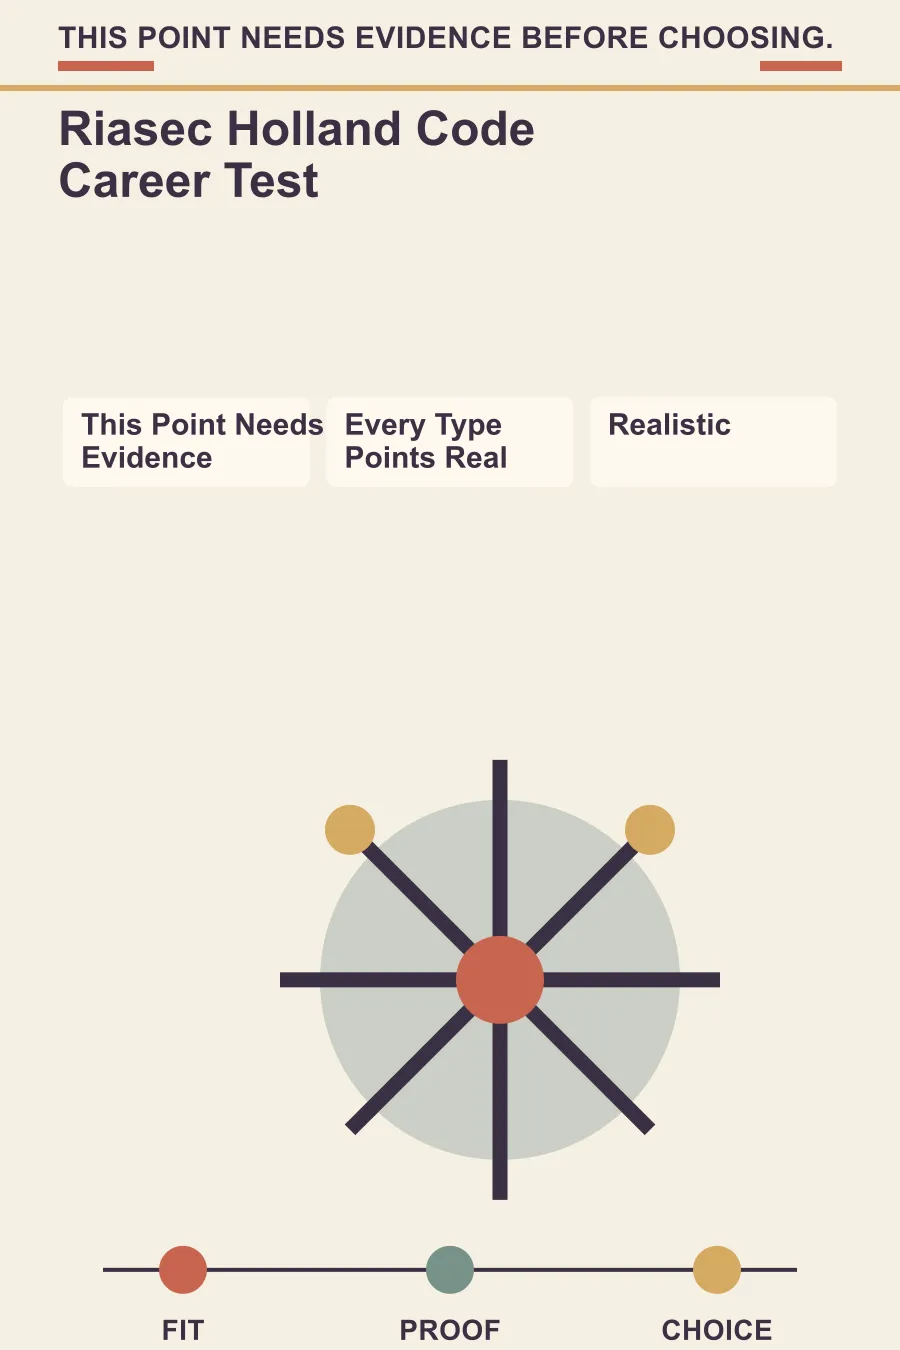 THIS POINT NEEDS EVIDENCE BEFORE CHOOSING.
Riasec Holland Code
Career Test
This Point Needs
Evidence
Every Type
Points Real
Realistic
FIT
PROOF
CHOICE